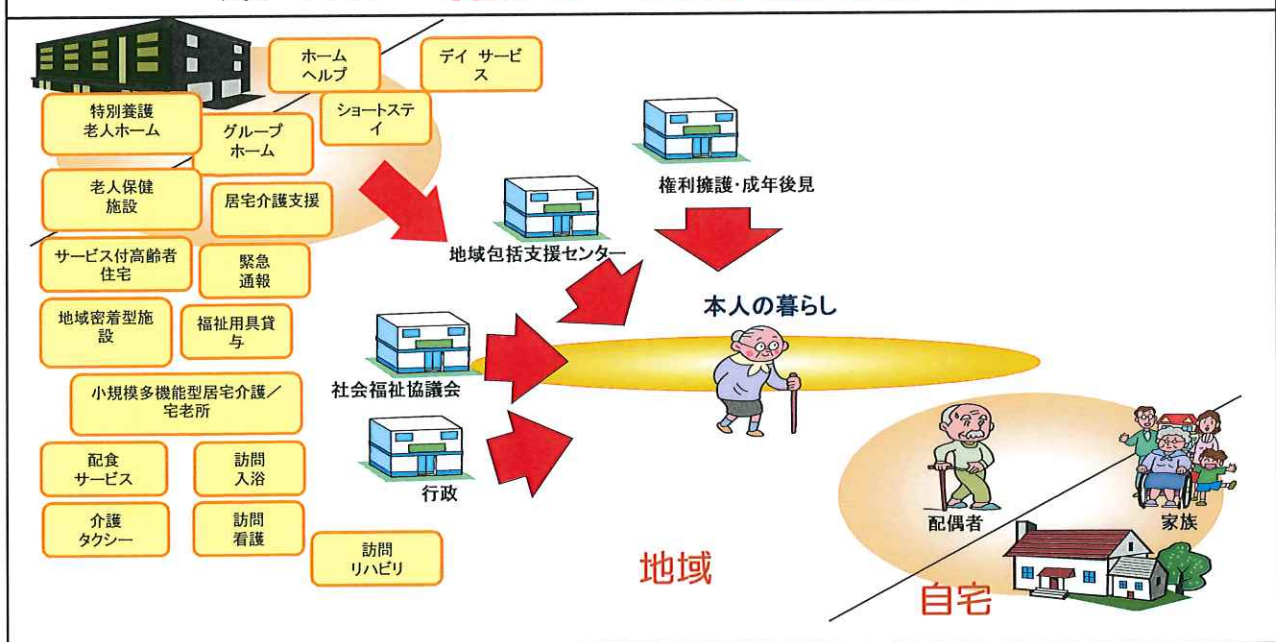 ホーム
ヘルプ
デイ サービ
ス
特別養護
老人ホーム
グループ
ホーム
ショートステ
イ
権利擁護・成年後見
老人保健
施設
居宅介護支援
地域包括支援センター
サービス付高齢者
住宅
緊急
通報
本人の暮らし
地域密着型施
設
福祉用具貸
与
社会福祉協議会
小規模多機能型居宅介護／
宅老所
行政
配食
サービス
訪問
入浴
配偶者
家族
介護
タクシー
訪問
看護
訪問
リハビリ
地域
自宅